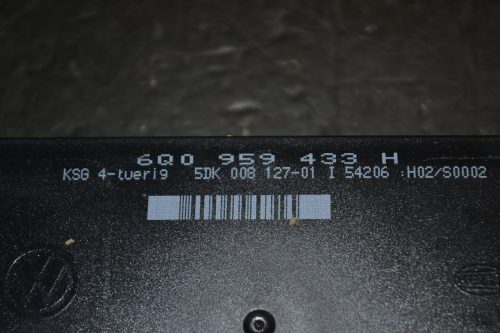 6Q0 959 433 H
KSG 4-tuerig 5DK 008 127-01 I 54206 :H02/S0002